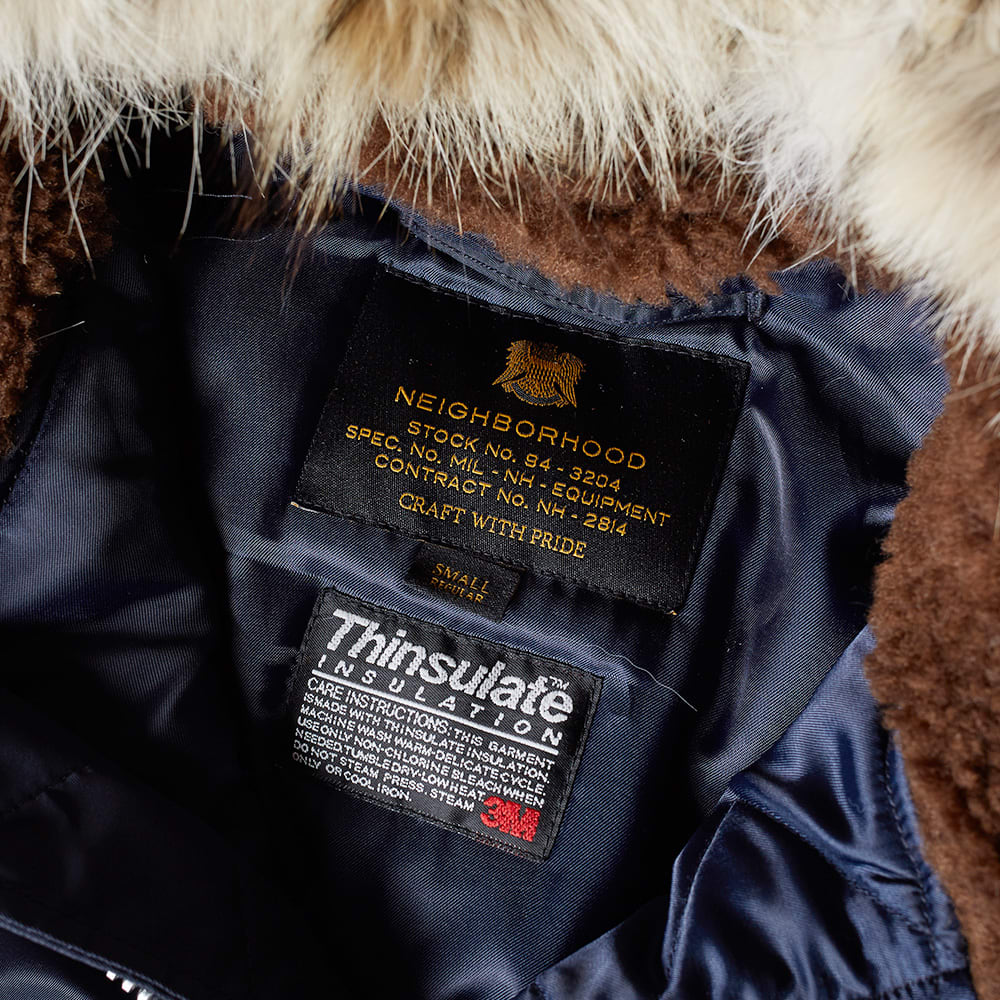 NEIGHBORHOOD
STOCK No. 94-3204
SPEC. No. MIL-NH-EQUIPMENT
CONTRACT No. NH-2814
CRAFT WITH PRIDE
SMALL
REGULAR
Thinsulate™
INSULATION
CARE INSTRUCTIONS: THIS GARMENT
IS MADE WITH THINSULATE INSULATION.
MACHINE WASH WARM-DELICATE CYCLE.
USE ONLY NON-CHLORINE BLEACH WHEN
NEEDED TUMBLE DRY-LOW HEAT.
DO NOT STEAM PRESS. STEAM
ONLY OR COOL IRON.
3M